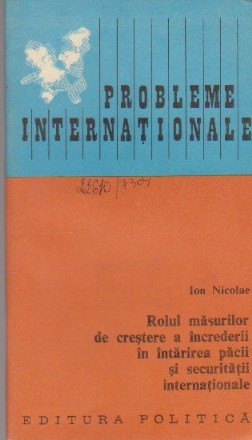 PROBLEME
INTERNAȚIONALE
Ion Nicolae
Rolul măsurilor
de creștere a încrederii
în întărirea păcii
și securității
internaționale
EDITURA POLITICĂ